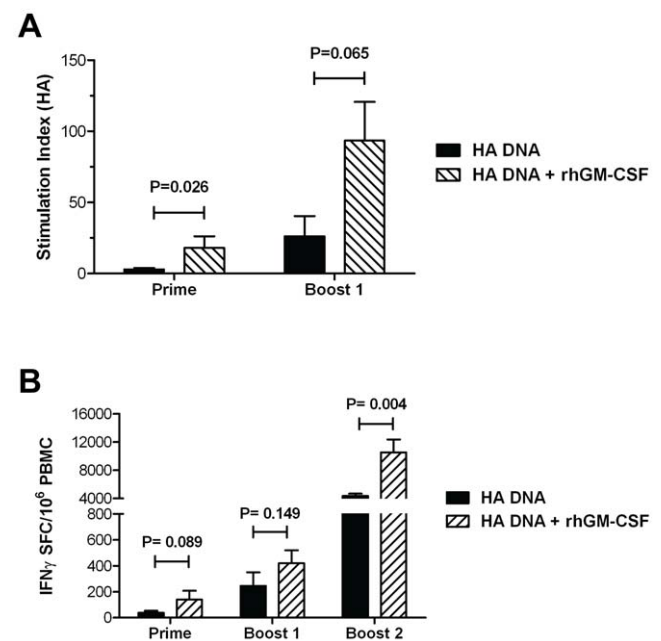 A
P=0.065
150
100
50
0
P=0.026
Stimulation Index (HA)
Prime
Boost 1
HA DNA
HA DNA + rhGM-CSF
B
P= 0.004
16000
12000
8000
4000
800
600
400
200
0
P= 0.149
P= 0.089
IFNγ SFC/10⁶ PBMC
Prime
Boost 1
Boost 2
HA DNA
HA DNA + rhGM-CSF